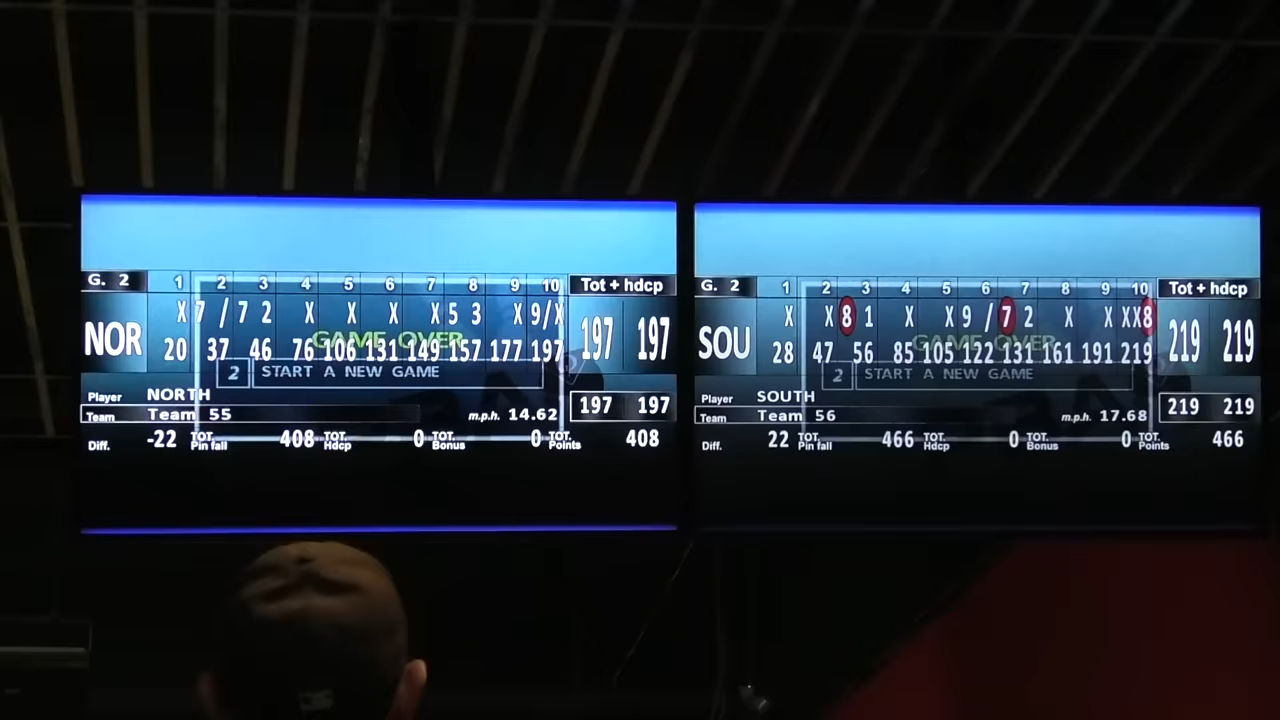 G. 2 1 2 3 4 5 6 7 8 9 10 Tot + hdcp
NOR X 7 / 7 2 X X X X 5 3 X 9/X 197 197
GAME OVER
20 37 46 76 106 131 149 157 177 197
2 START A NEW GAME
Player NORTH
Team Team 55 m.p.h. 14.62 197 197
Diff. -22 TOT. Pin fall 408 TOT. Hdcp 0 TOT. Bonus 0 TOT. Points 408
G. 2 1 2 3 4 5 6 7 8 9 10 Tot + hdcp
SOU X X 8 1 X X 9 / 7 2 X X XX8 219 219
GAME OVER
28 47 56 85 105 122 131 161 191 219
2 START A NEW GAME
Player SOUTH
Team Team 56 m.p.h. 17.68 219 219
Diff. 22 TOT. Pin fall 466 TOT. Hdcp 0 TOT. Bonus 0 TOT. Points 466